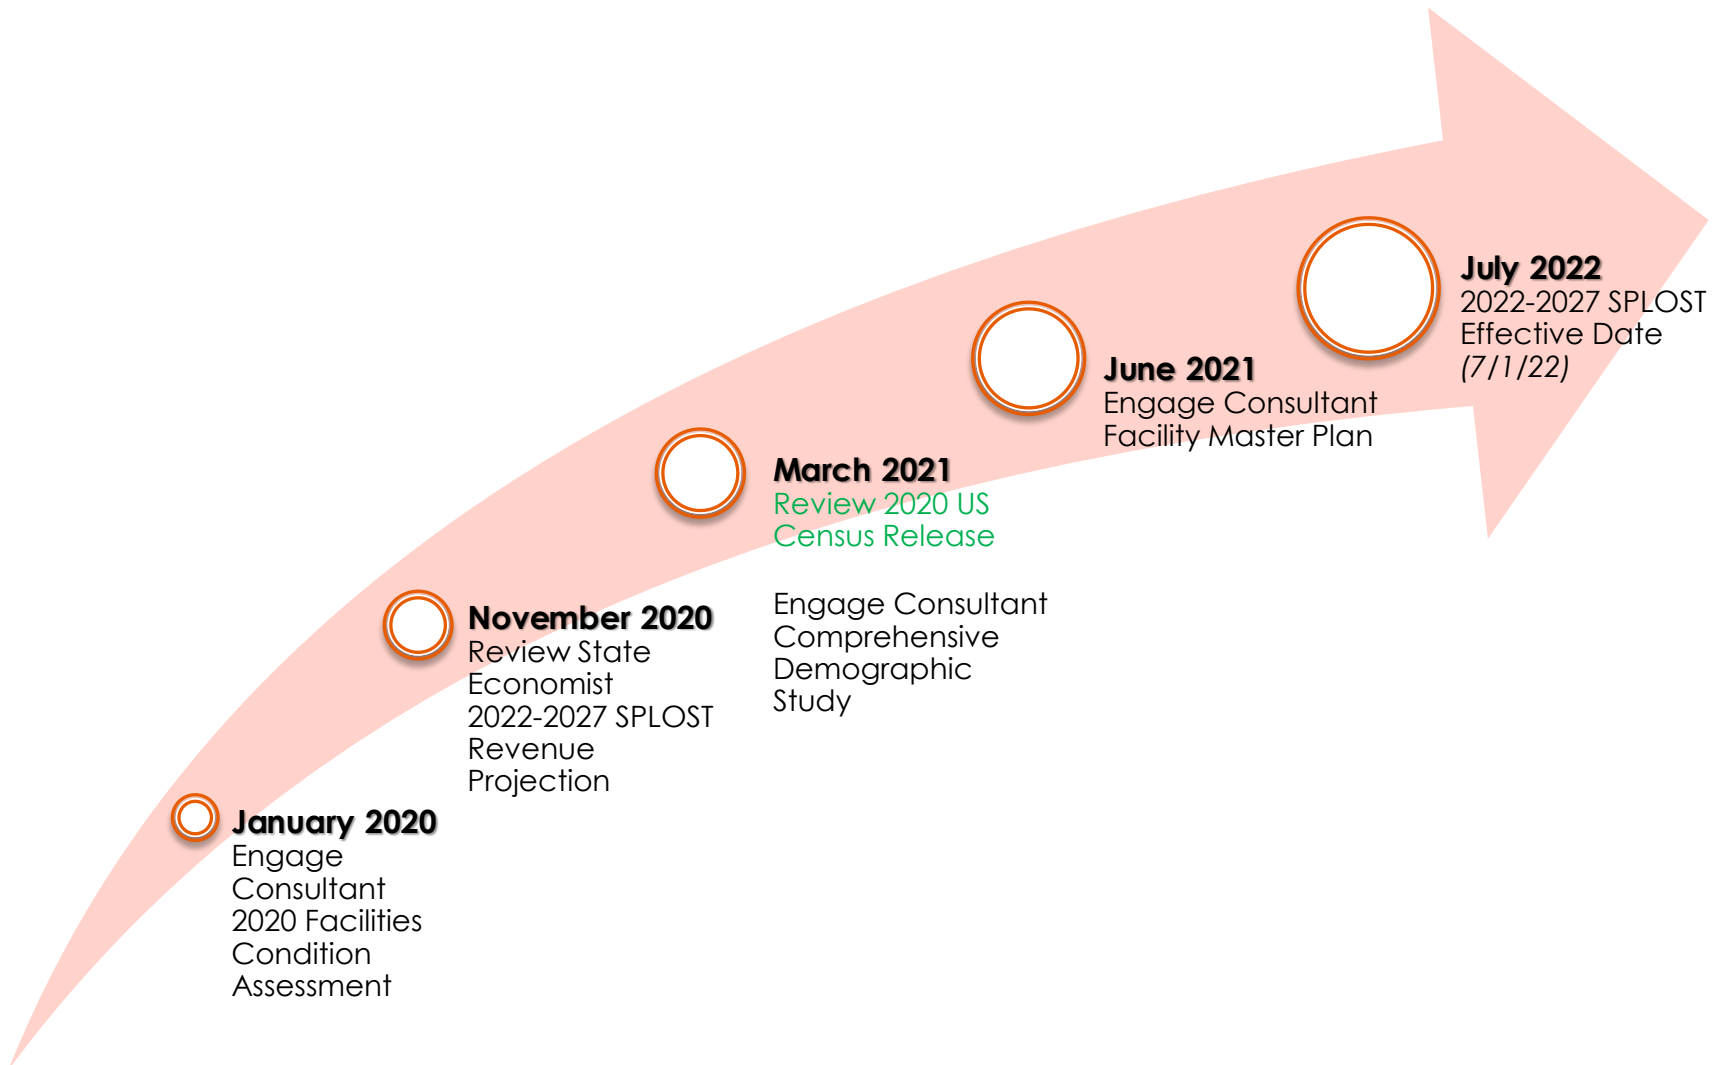 January 2020
Engage
Consultant
2020 Facilities
Condition
Assessment
November 2020
Review State
Economist
2022-2027 SPLOST
Revenue
Projection
March 2021
Review 2020 US
Census Release
Engage Consultant
Comprehensive
Demographic
Study
June 2021
Engage Consultant
Facility Master Plan
July 2022
2022-2027 SPLOST
Effective Date
(7/1/22)